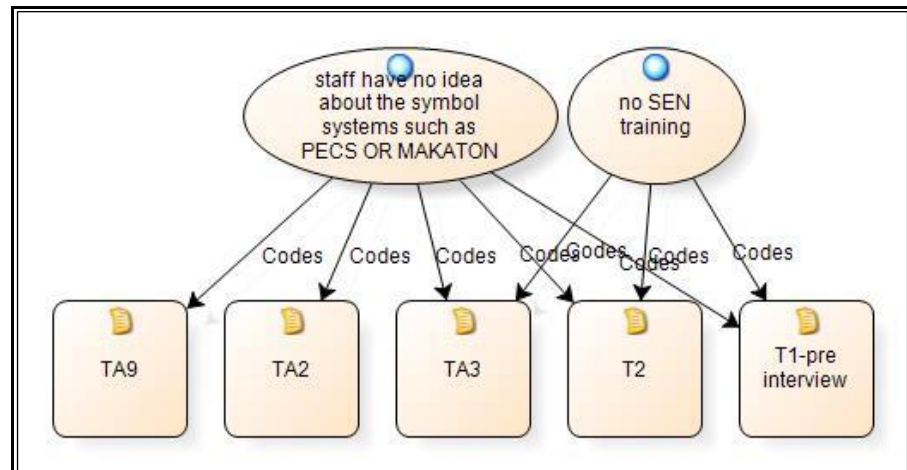 staff have no idea
about the symbol
systems such as
PECS OR MAKATON
no SEN
training
Codes
Codes
Codes
Codes
Codes
Codes
Codes
Codes
TA9
TA2
TA3
T2
T1-pre
interview